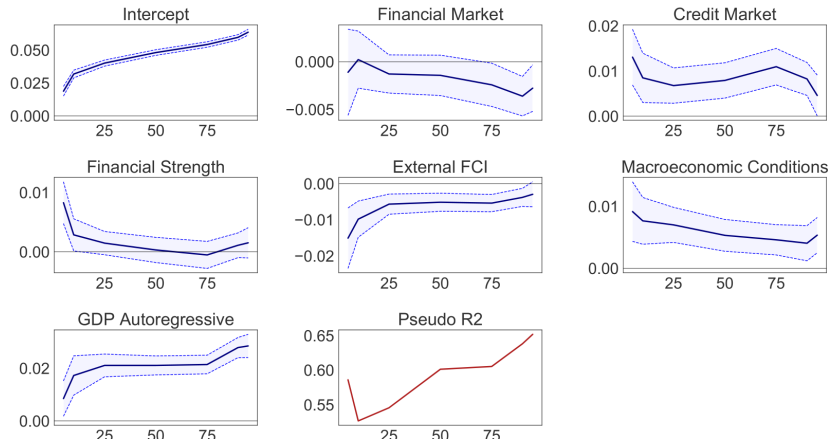 Intercept Financial Market Credit Market
0.050
0.025
0.000
25 50 75
0.000
−0.005
25 50 75
0.02
0.01
0.00
25 50 75
Financial Strength External FCI Macroeconomic Conditions
0.01
0.00
25 50 75
0.00
−0.01
−0.02
25 50 75
0.01
0.00
25 50 75
GDP Autoregressive Pseudo R2
0.02
0.00
25 50 75
0.65
0.60
0.55
25 50 75